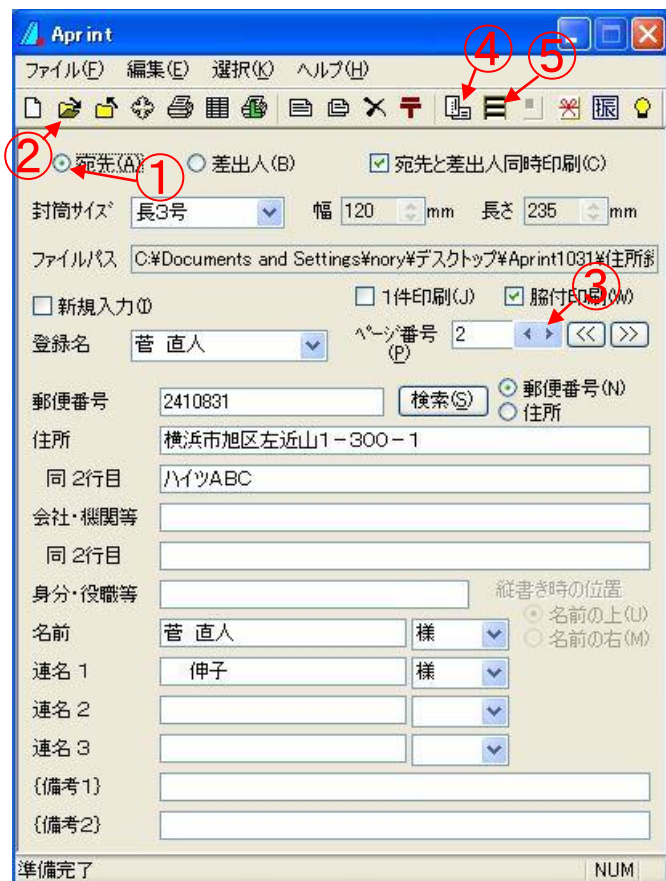 Aprint
ファイル(F) 編集(E) 選択(K) ヘルプ(H)
④ ⑤
②
宛先(A) 差出人(B) 宛先と差出人同時印刷(C)
①
封筒サイズ 長3号 幅 120 mm 長さ 235 mm
ファイルパス C:¥Documents and Settings¥nory¥デスクトップ¥Aprint1031¥住所
新規入力(I) 1件印刷(J) 脇付印刷(W)
③
登録名 菅 直人 ページ番号(P) 2 << >>
郵便番号 2410831 検索(S) 郵便番号(N)
住所
住所 横浜市旭区左近山1-300-1
同 2行目 ハイツABC
会社・機関等
同 2行目
身分・役職等 縦書き時の位置
名前の上(U)
名前 菅 直人 様 名前の右(M)
連名 1 伸子 様
連名 2
連名 3
{備考1}
{備考2}
準備完了 NUM